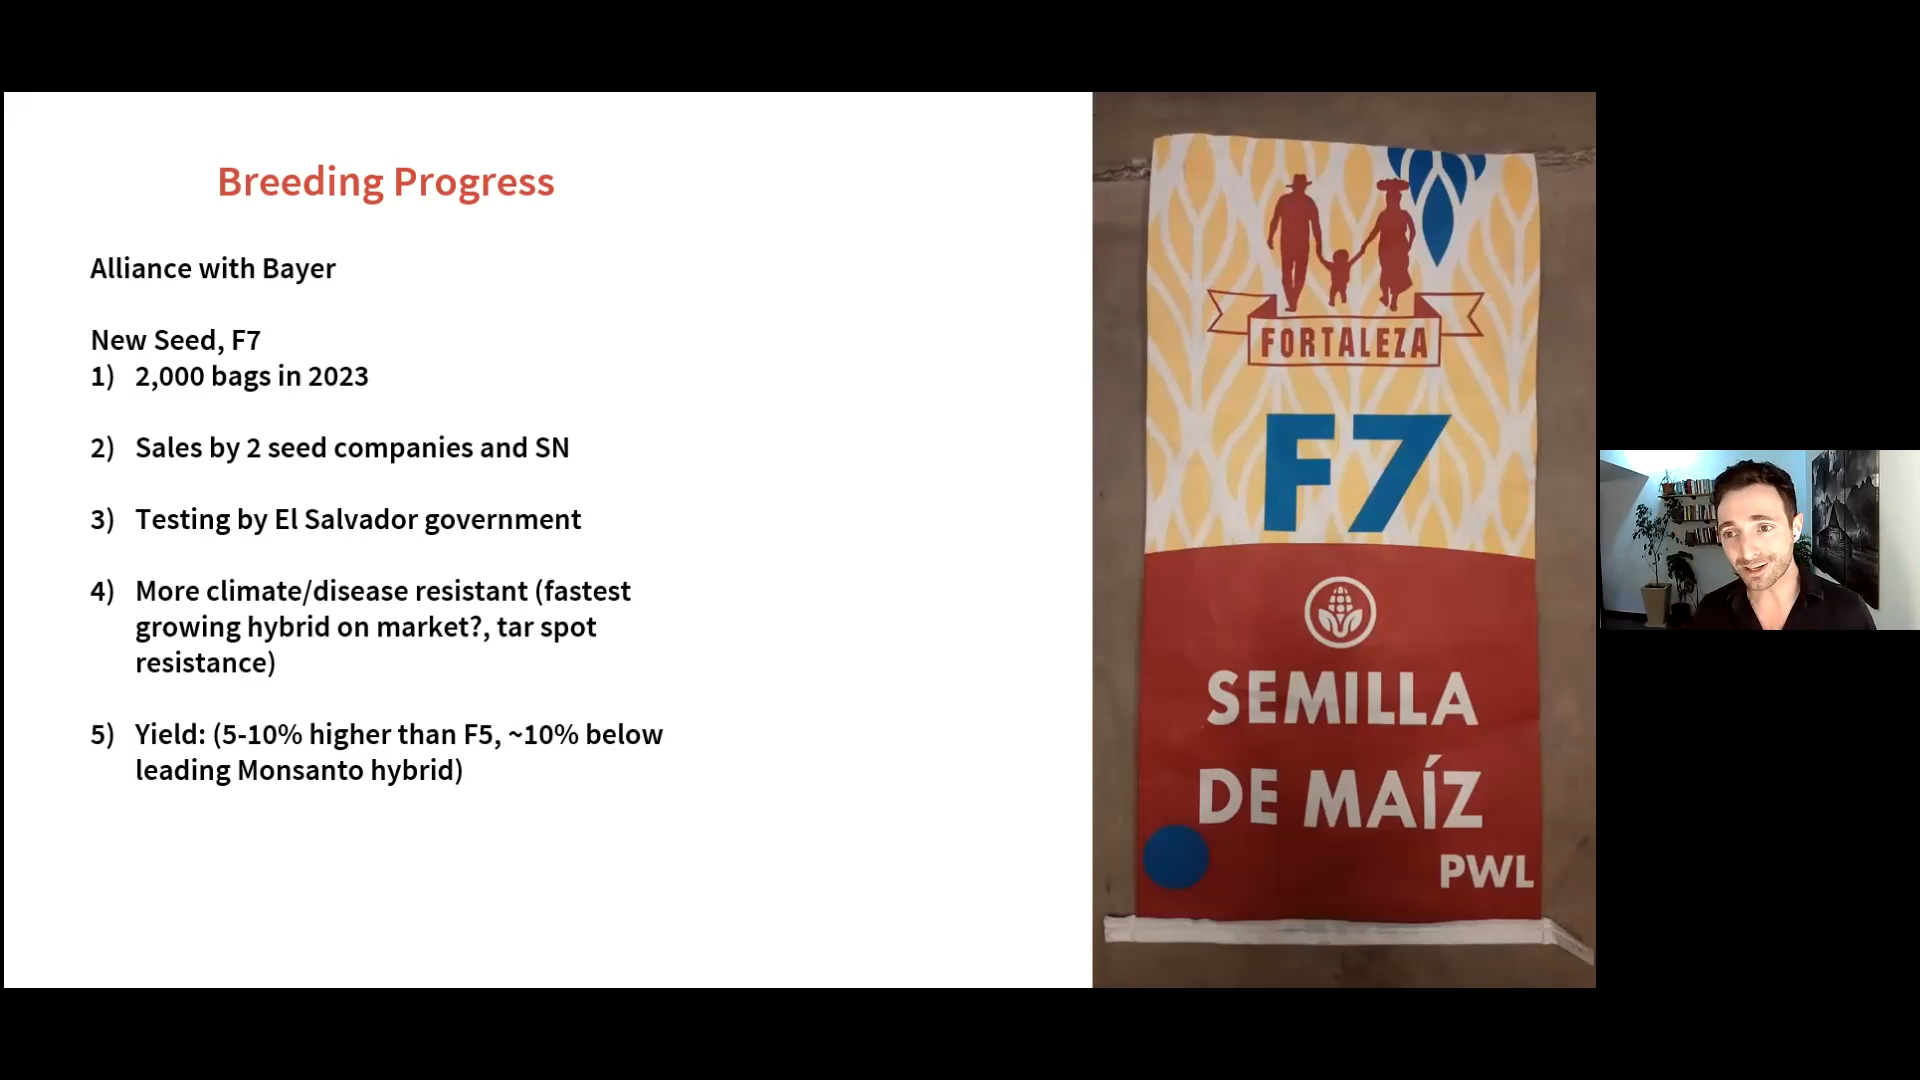 Breeding Progress
Alliance with Bayer
New Seed, F7
1) 2,000 bags in 2023
2) Sales by 2 seed companies and SN
3) Testing by El Salvador government
4) More climate/disease resistant (fastest
growing hybrid on market?, tar spot
resistance)
5) Yield: (5-10% higher than F5, ~10% below
leading Monsanto hybrid)
FORTALEZA
F7
SEMILLA
DE MAÍZ
PWL